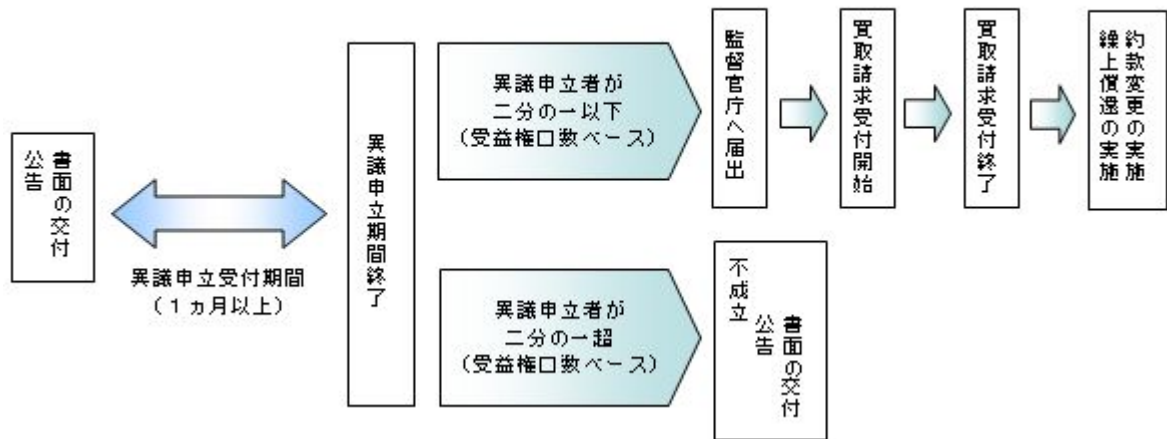 書面の交付
公告
異議申立受付期間
（１ヵ月以上）
異議申立期間終了
異議申立者が
二分の一以下
（受益権口数ベース）
監督官庁へ届出
買取請求受付開始
買取請求受付終了
約款変更の実施
繰上償還の実施
異議申立者が
二分の一超
（受益権口数ベース）
不成立
書面の交付
公告